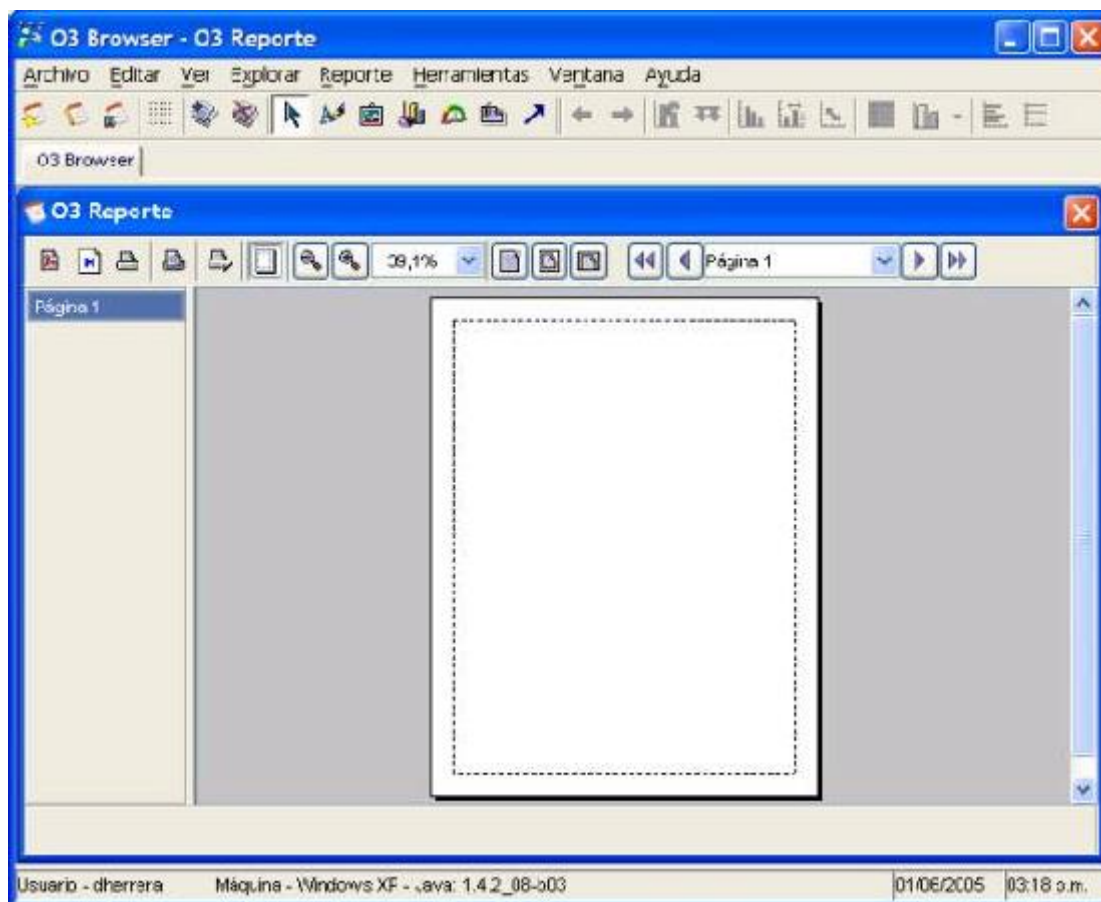 O3 Browser - O3 Reporte
Archivo Editar Ver Explorar Reporte Herramientas Ventana Ayuda
O3 Browser
O3 Reporte
39,1% Página 1
Página 1
Usuario - dherrera Máquina - Windows XP - Java: 1.4.2_08-b03 01/06/2005 03:18 p.m.